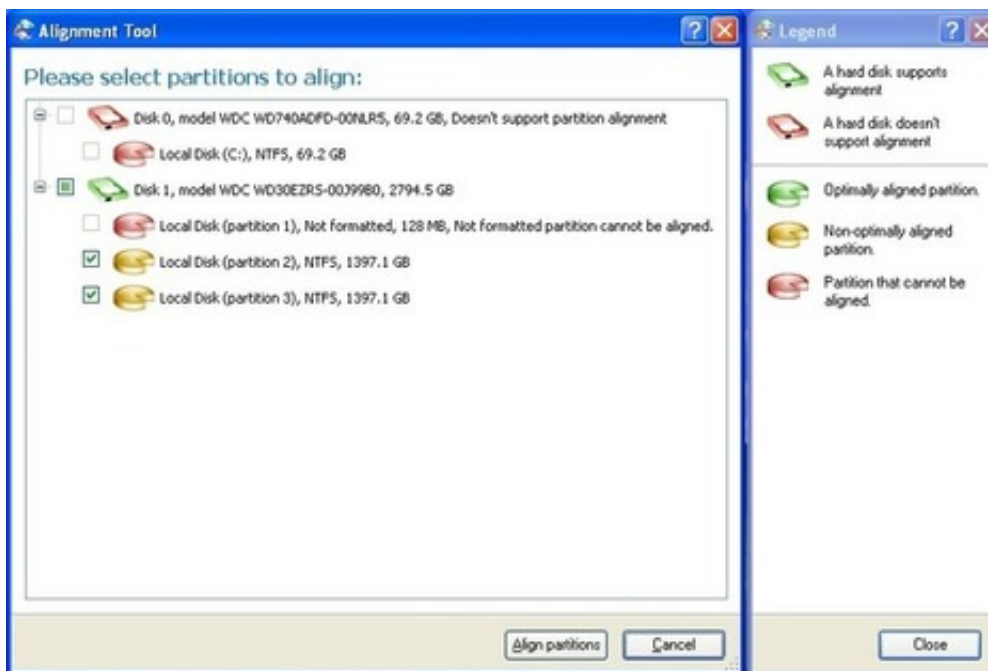 Alignment Tool
Please select partitions to align:
Disk 0, model WDC WD740ADFD-00NLR5, 69.2 GB, Doesn't support partition alignment
Local Disk (C:), NTFS, 69.2 GB
Disk 1, model WDC WD30EZRS-00J99B0, 2794.5 GB
Local Disk (partition 1), Not formatted, 128 MB, Not formatted partition cannot be aligned.
Local Disk (partition 2), NTFS, 1397.1 GB
Local Disk (partition 3), NTFS, 1397.1 GB
Align partitions
Cancel
Legend
A hard disk supports
alignment
A hard disk doesn't
support alignment
Optimally aligned partition.
Non-optimally aligned
partition.
Partition that cannot be
aligned.
Close